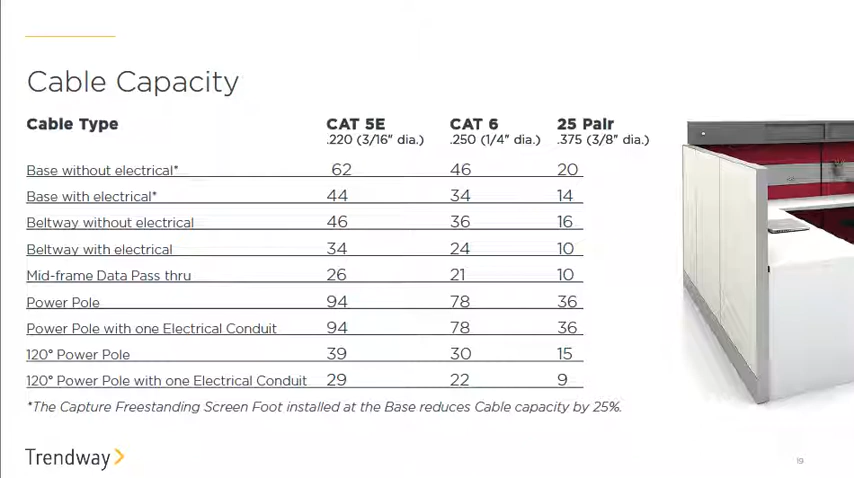 Cable Capacity
Cable Type CAT 5E CAT 6 25 Pair
.220 (3/16" dia.) .250 (1/4" dia.) .375 (3/8" dia.)
Base without electrical* 62 46 20
Base with electrical* 44 34 14
Beltway without electrical 46 36 16
Beltway with electrical 34 24 10
Mid-frame Data Pass thru 26 21 10
Power Pole 94 78 36
Power Pole with one Electrical Conduit 94 78 36
120° Power Pole 39 30 15
120° Power Pole with one Electrical Conduit 29 22 9
*The Capture Freestanding Screen Foot installed at the Base reduces Cable capacity by 25%.
Trendway
19